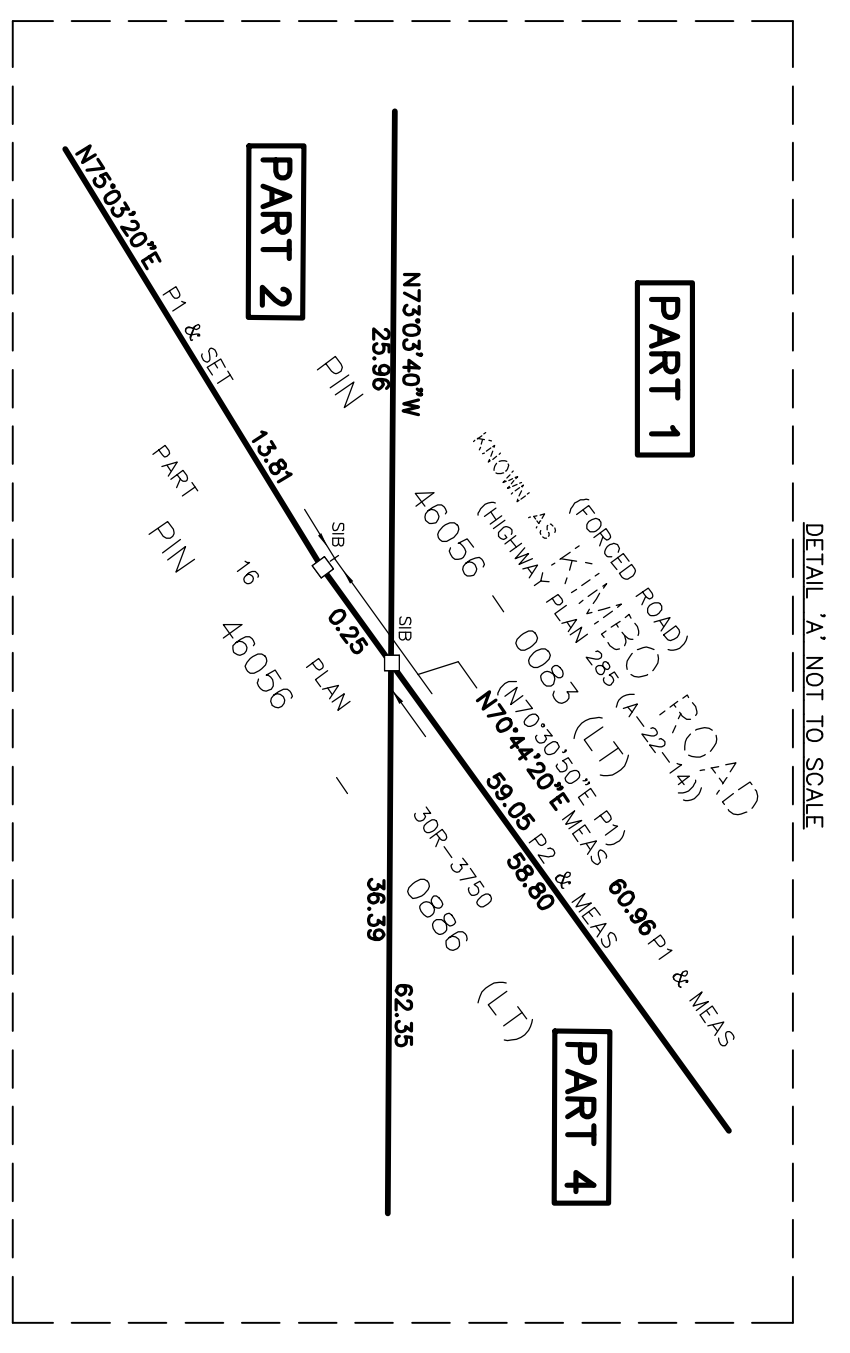 DETAIL 'A' NOT TO SCALE
PART 1
(FORCED ROAD)
KNOWN AS KIMBO ROAD
(HIGHWAY PLAN 285 (A-22-14))
PIN 46056 - 0083 (LT)
(N70°30'50"E P1)
N70°44'20"E MEAS
60.96 P1 & MEAS
59.05 P2 & MEAS
58.80
N73°03'40"W
25.96
PART 2
SIB
SIB
0.25
N75°03'20"E P1 & SET 13.81
PART 16 PLAN 30R-3750
PIN 46056 - 0886 (LT)
36.39
62.35
PART 4